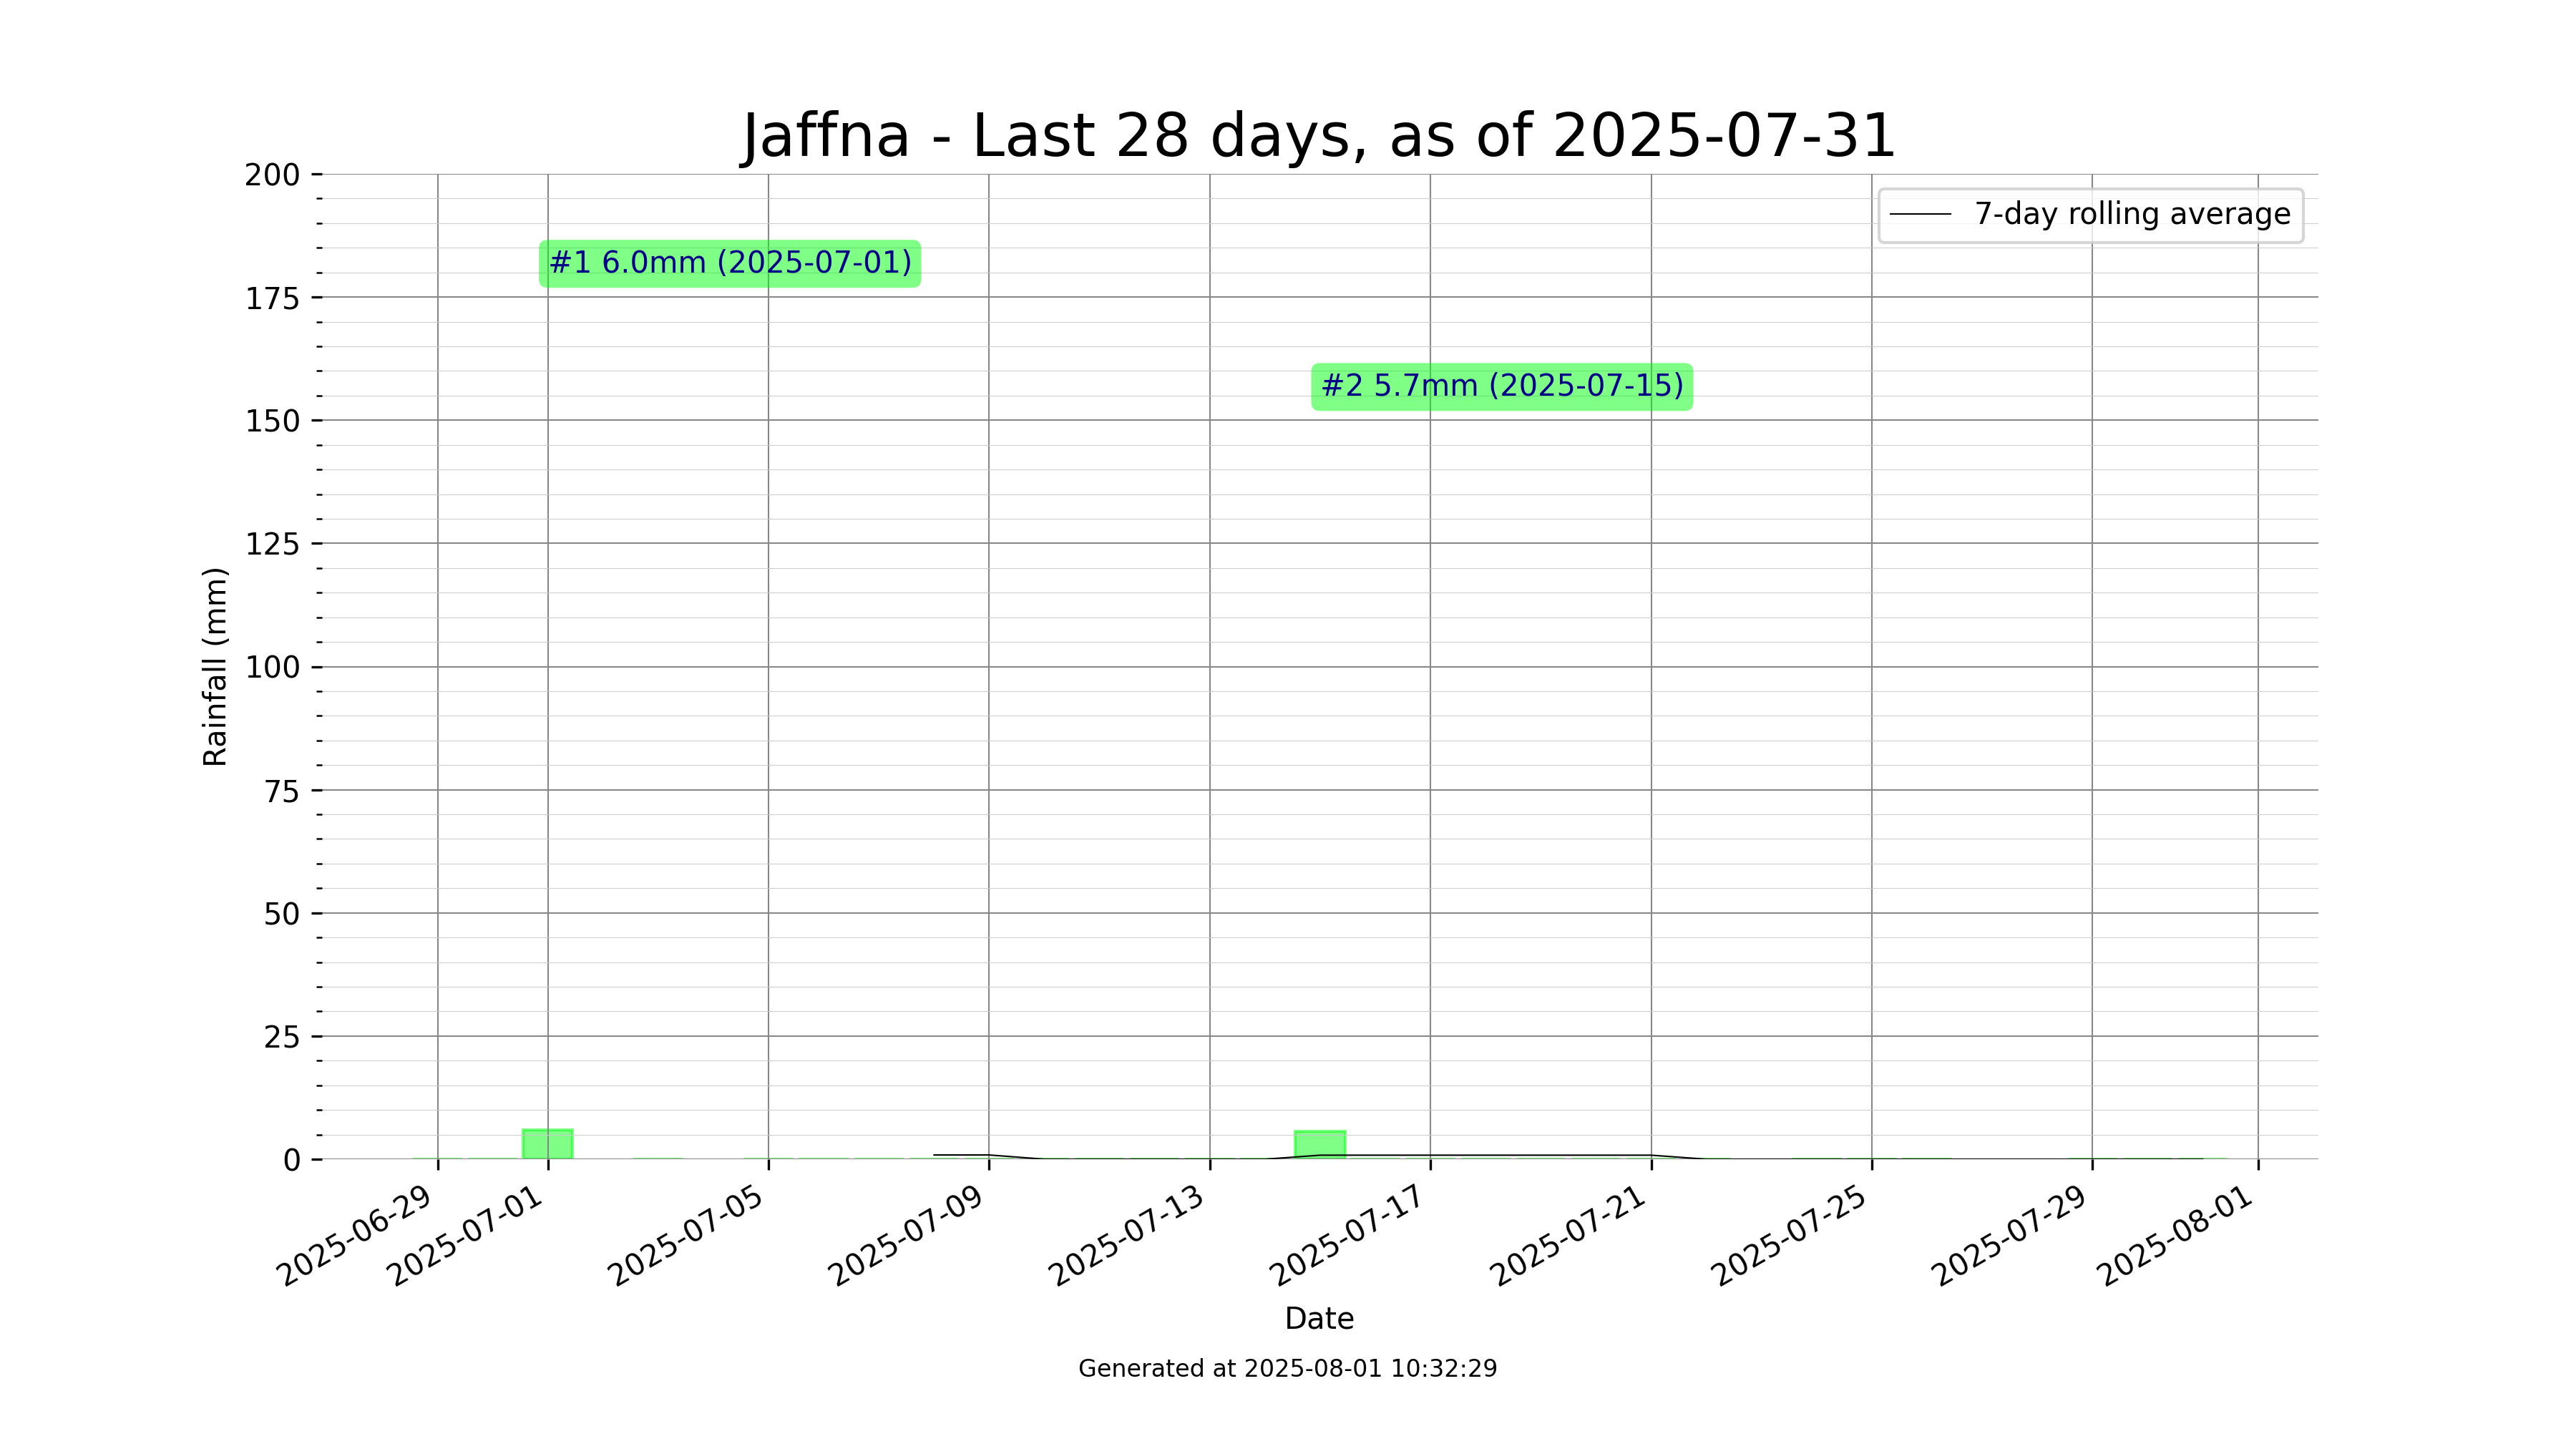 Jaffna - Last 28 days, as of 2025-07-31
7-day rolling average
#1 6.0mm (2025-07-01)
#2 5.7mm (2025-07-15)
Rainfall (mm)
200
175
150
125
100
75
50
25
0
2025-06-29
2025-07-01
2025-07-05
2025-07-09
2025-07-13
2025-07-17
2025-07-21
2025-07-25
2025-07-29
2025-08-01
Date
Generated at 2025-08-01 10:32:29